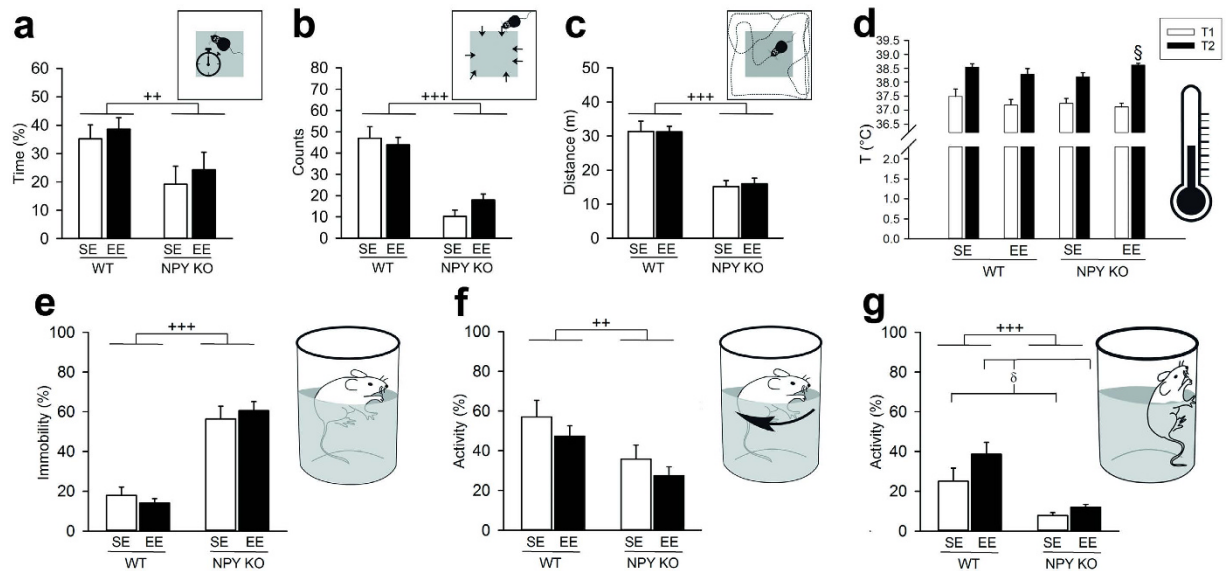 a
Time (%)
60
50
40
30
20
10
0
++
SE EE SE EE
WT NPY KO
b
Counts
80
70
60
50
40
30
20
10
0
+++
SE EE SE EE
WT NPY KO
c
Distance (m)
50
40
30
20
10
0
+++
SE EE SE EE
WT NPY KO
d
T1
T2
T (°C)
39.5
39.0
38.5
38.0
37.5
37.0
36.5
2.0
1.5
1.0
0.5
0.0
§
SE EE SE EE
WT NPY KO
e
Immobility (%)
100
80
60
40
20
0
+++
SE EE SE EE
WT NPY KO
f
Activity (%)
100
80
60
40
20
0
++
SE EE SE EE
WT NPY KO
g
Activity (%)
100
80
60
40
20
0
+++
δ
SE EE SE EE
WT NPY KO